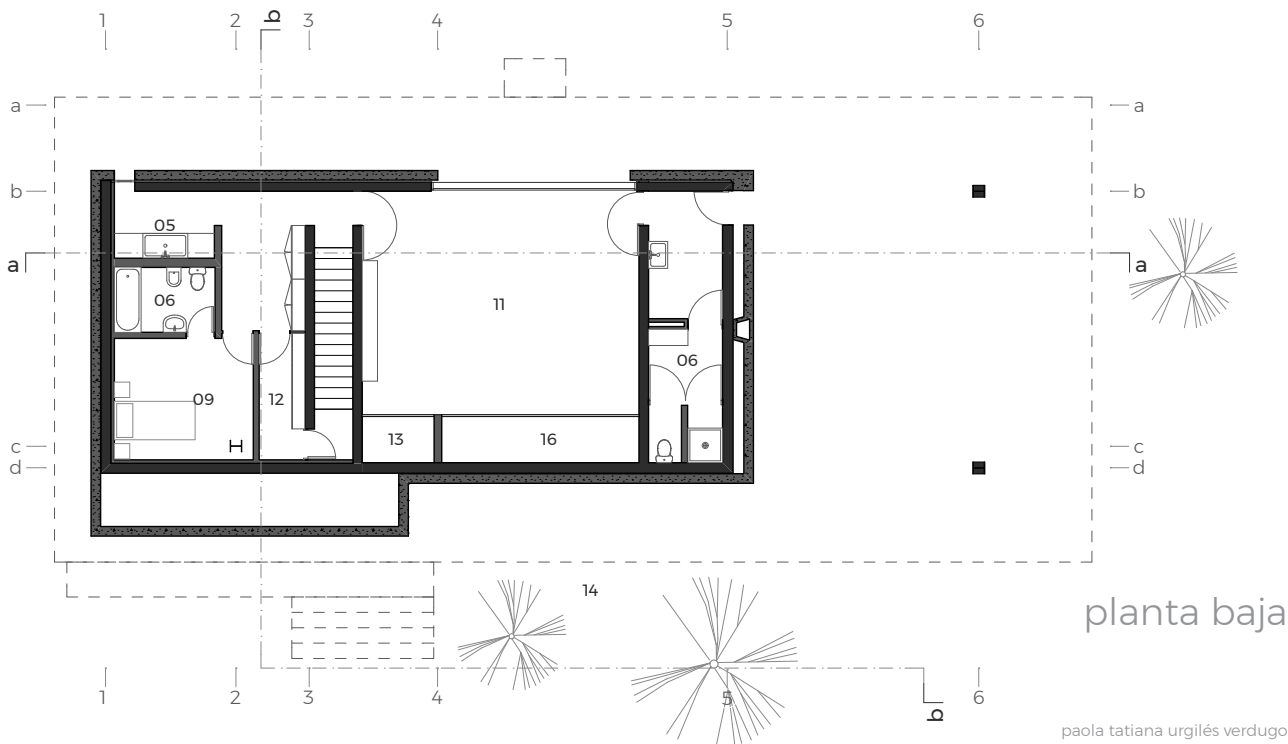 1 2 b 3 4 5 6
a a
b b
05
a a
06
11
06
09 12
13 16
c c
d d
14
planta baja
1 2 3 4 5 6
b
paola tatiana urgilés verdugo